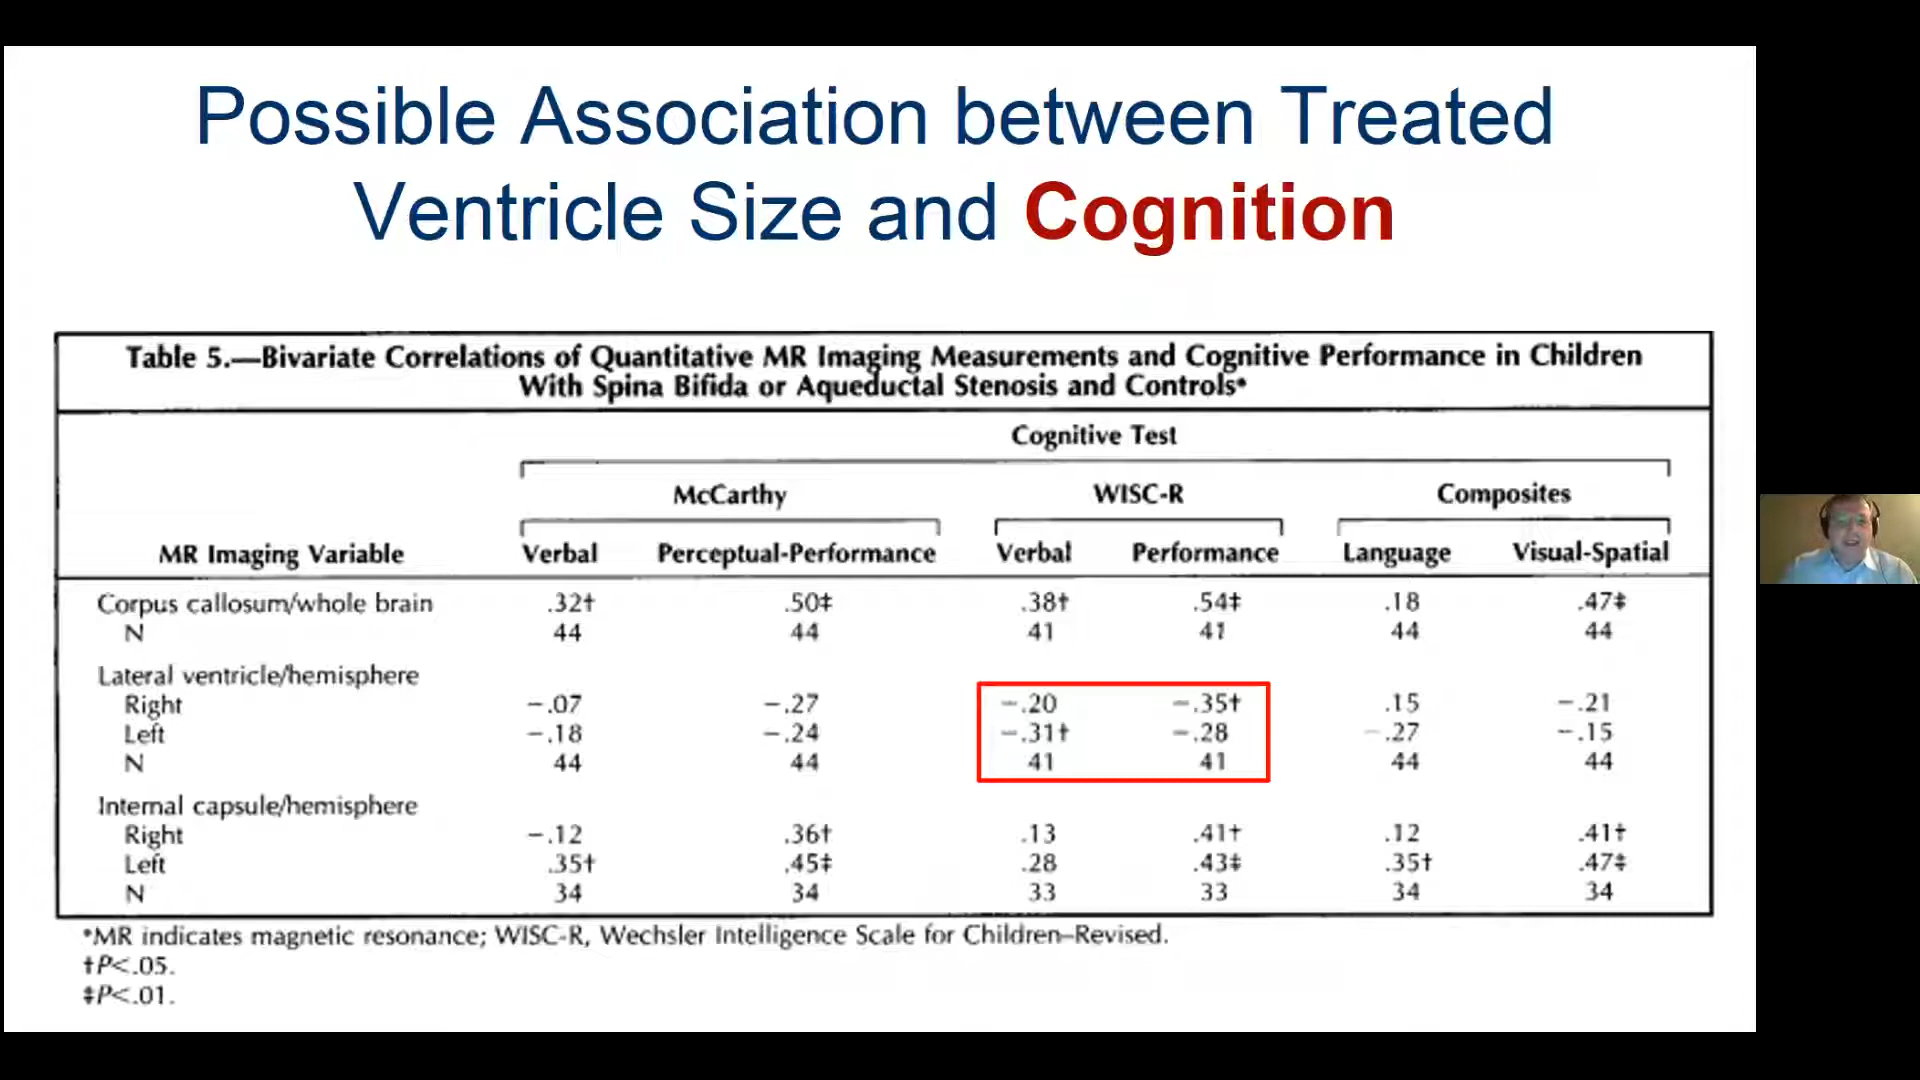 Possible Association between Treated
Ventricle Size and Cognition
Table 5.—Bivariate Correlations of Quantitative MR Imaging Measurements and Cognitive Performance in Children
With Spina Bifida or Aqueductal Stenosis and Controls*
Cognitive Test
McCarthy WISC-R Composites
MR Imaging Variable Verbal Perceptual-Performance Verbal Performance Language Visual-Spatial
Corpus callosum/whole brain .32† .50‡ .38† .54‡ .18 .47‡
N 44 44 41 41 44 44
Lateral ventricle/hemisphere
Right −.07 −.27 −.20 −.35† .15 −.21
Left −.18 −.24 −.31† −.28 −.27 −.15
N 44 44 41 41 44 44
Internal capsule/hemisphere
Right −.12 .36† .13 .41† .12 .41†
Left .35† .45‡ .28 .43‡ .35† .47‡
N 34 34 33 33 34 34
*MR indicates magnetic resonance; WISC-R, Wechsler Intelligence Scale for Children–Revised.
†P<.05.
‡P<.01.